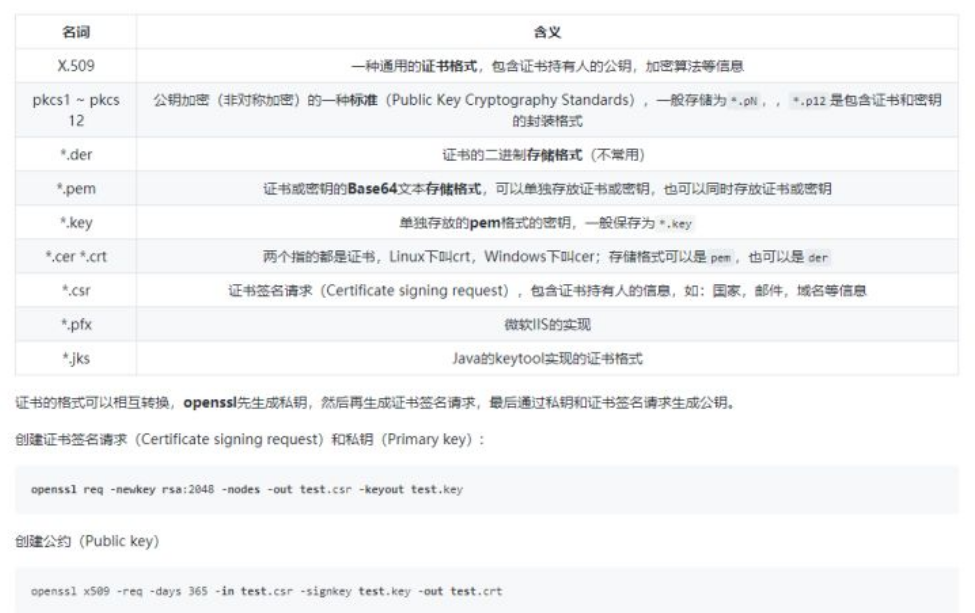 名词 含义
X.509 一种通用的证书格式，包含证书持有人的公钥，加密算法等信息
pkcs1 ~ pkcs 公钥加密（非对称加密）的一种标准（Public Key Cryptography Standards），一般存储为 *.pN，，*.p12 是包含证书和密钥
12 的封装格式
*.der 证书的二进制存储格式（不常用）
*.pem 证书或密钥的Base64文本存储格式，可以单独存放证书或密钥，也可以同时存放证书或密钥
*.key 单独存放的pem格式的密钥，一般保存为 *.key
*.cer *.crt 两个指的都是证书，Linux下叫crt，Windows下叫cer；存储格式可以是 pem，也可以是 der
*.csr 证书签名请求（Certificate signing request），包含证书持有人的信息，如：国家，邮件，域名等信息
*.pfx 微软IIS的实现
*.jks Java的keytool实现的证书格式
证书的格式可以相互转换，openssl先生成私钥，然后再生成证书签名请求，最后通过私钥和证书签名请求生成公钥。
创建证书签名请求（Certificate signing request）和私钥（Primary key）：
openssl req -newkey rsa:2048 -nodes -out test.csr -keyout test.key
创建公约（Public key）
openssl x509 -req -days 365 -in test.csr -signkey test.key -out test.crt